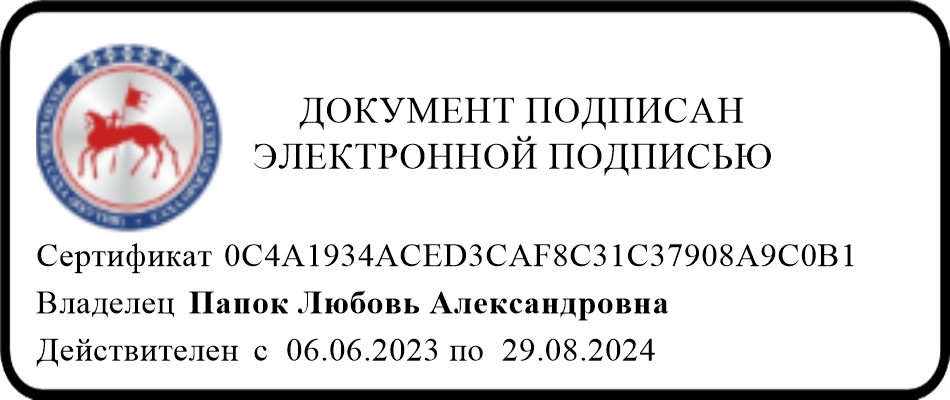 ДОКУМЕНТ ПОДПИСАН
ЭЛЕКТРОННОЙ ПОДПИСЬЮ
Сертификат 0C4A1934ACED3CAF8C31C37908A9C0B1
Владелец Папок Любовь Александровна
Действителен с 06.06.2023 по 29.08.2024